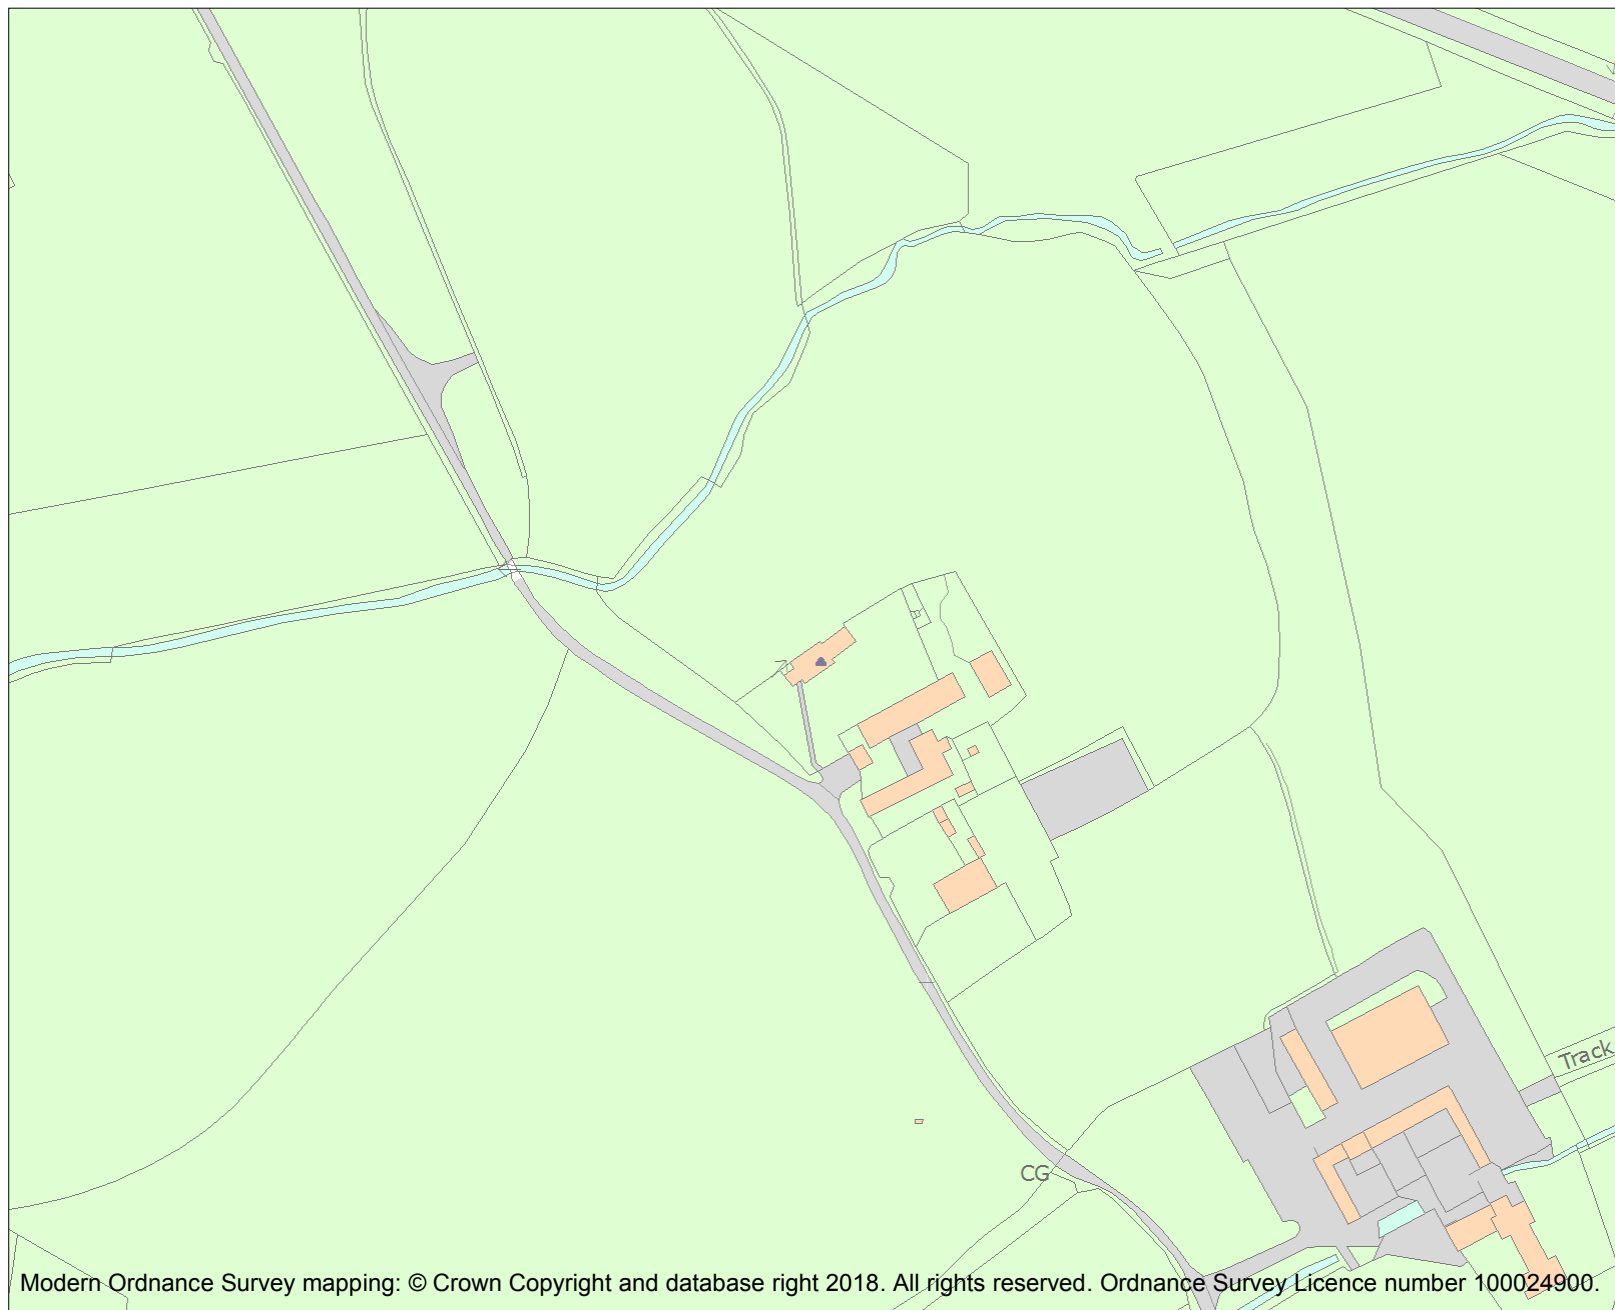 Track
CG
Modern Ordnance Survey mapping: © Crown Copyright and database right 2018. All rights reserved. Ordnance Survey Licence number 100024900.